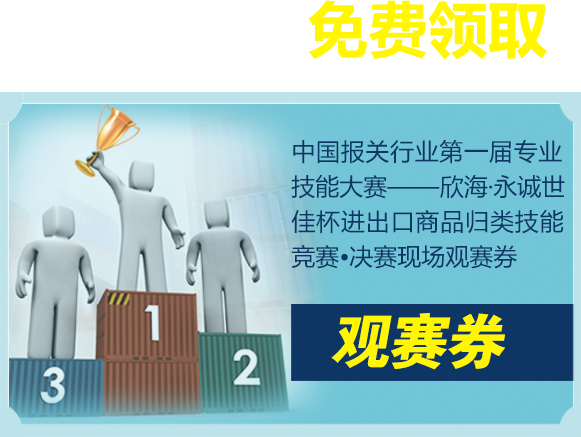 免费领取
中国报关行业第一届专业
技能大赛——欣海·永诚世
佳杯进出口商品归类技能
竞赛•决赛现场观赛券
观赛券
1
2
3